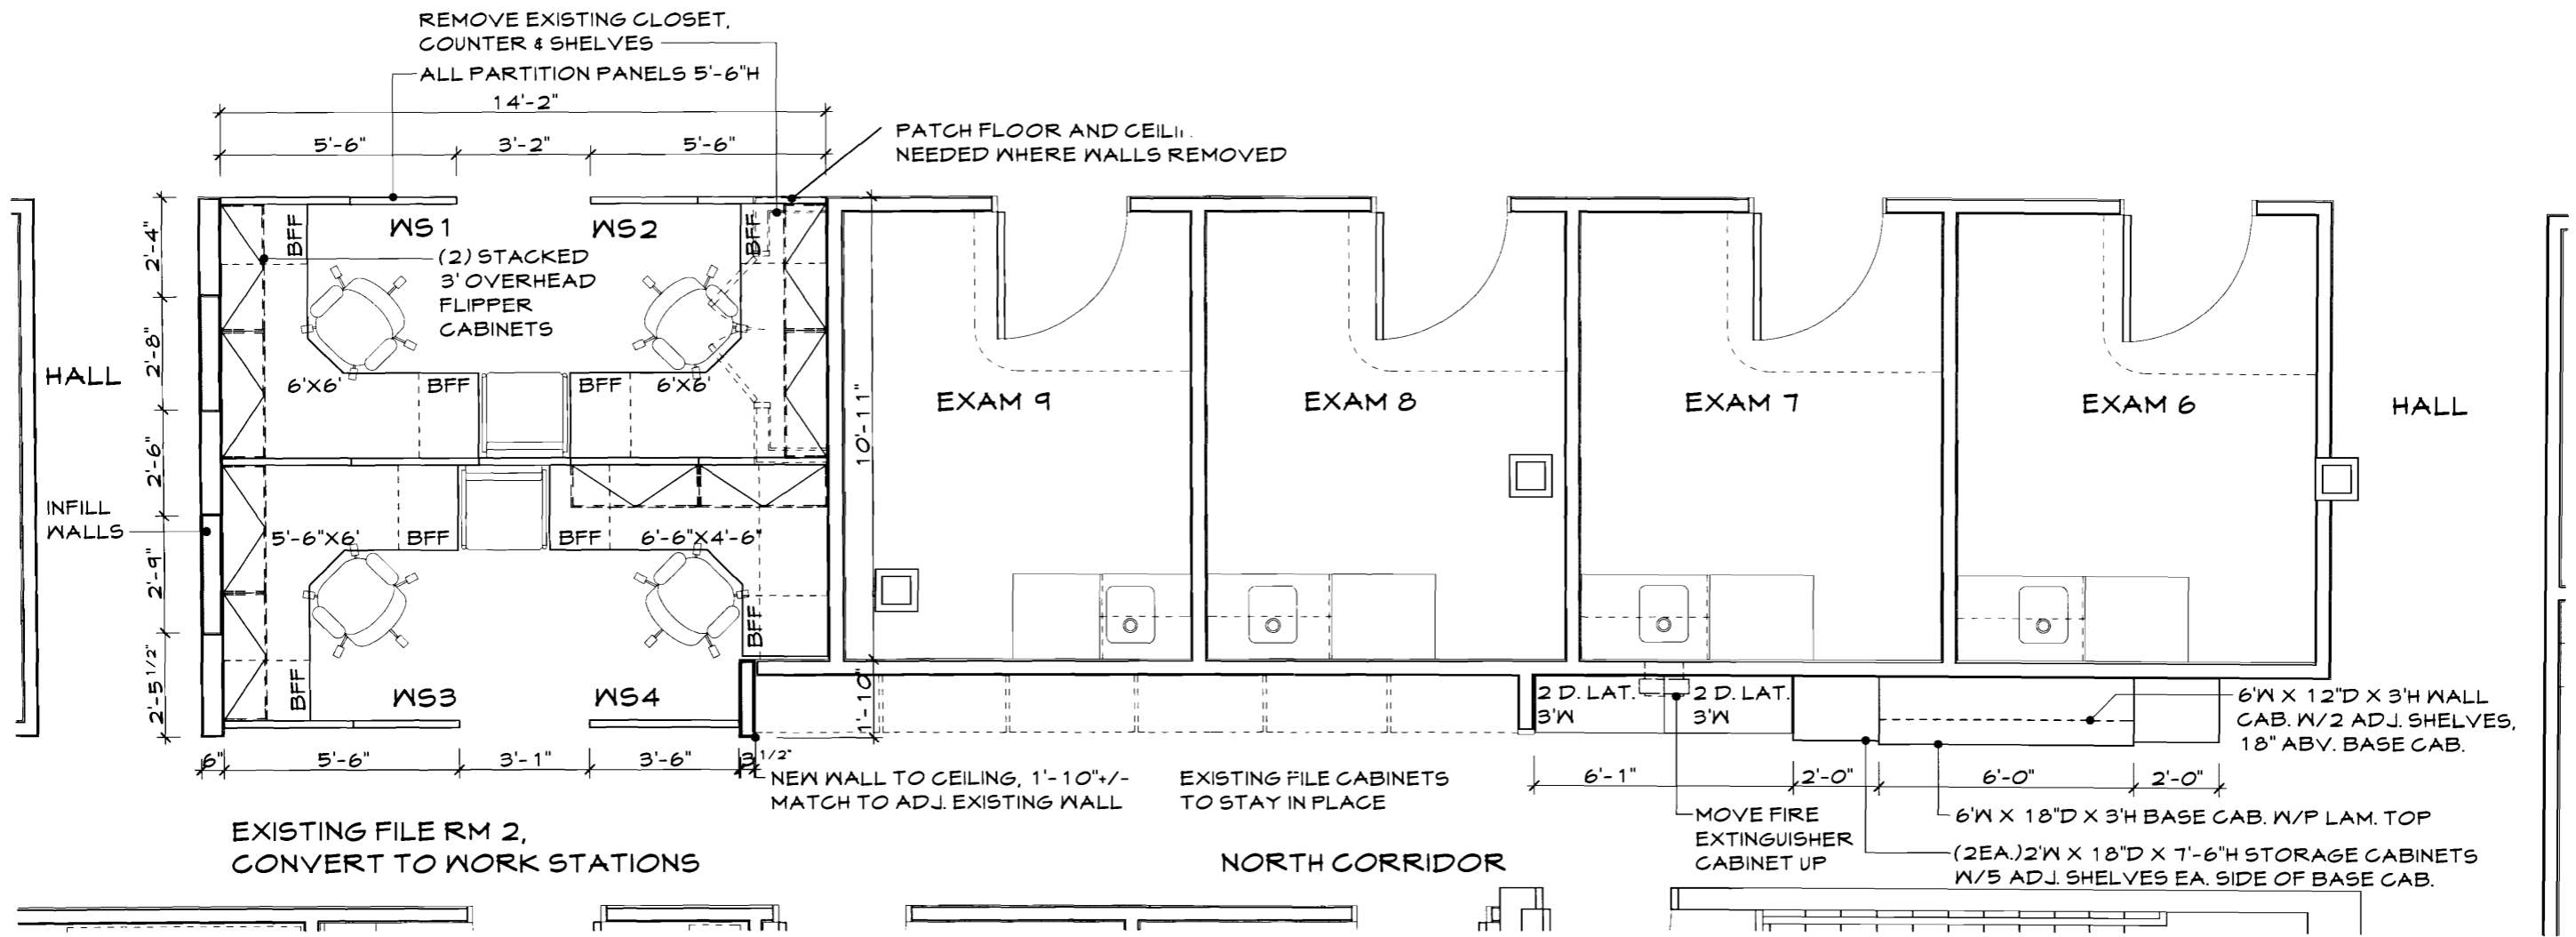 REMOVE EXISTING CLOSET,
COUNTER & SHELVES
ALL PARTITION PANELS 5'-6"H
14'-2"
5'-6"
3'-2"
5'-6"
PATCH FLOOR AND
NEEDED WHERE WALLS REMOVED
2'-4"
2'-8"
2'-6"
2'-9"
2'-5 1/2"
HALL
INFILL
WALLS
BFF
WS1
WS2
BFF
(2) STACKED
3' OVERHEAD
FLIPPER
CABINETS
6'X6'
BFF
BFF
6'X6'
5'-6"X6'
BFF
BFF
6'-6"X4'-6"
BFF
BFF
WS3
WS4
10'-11"
1'-10"
EXAM 9
EXAM 8
EXAM 7
EXAM 6
HALL
2 D. LAT.
3'W
2 D. LAT.
3'W
6'W X 12"D X 3'H WALL
CAB. W/2 ADJ. SHELVES,
18" ABV. BASE CAB.
6"
5'-6"
3'-1"
3'-6"
3 1/2"
NEW WALL TO CEILING, 1'-10"+/-
MATCH TO ADJ. EXISTING WALL
EXISTING FILE CABINETS
TO STAY IN PLACE
6'-1"
2'-0"
6'-0"
2'-0"
MOVE FIRE
EXTINGUISHER
CABINET UP
6'W X 18"D X 3'H BASE CAB. W/P LAM. TOP
(2EA.)2'W X 18"D X 7'-6"H STORAGE CABINETS
W/5 ADJ. SHELVES EA. SIDE OF BASE CAB.
EXISTING FILE RM 2,
CONVERT TO WORK STATIONS
NORTH CORRIDOR